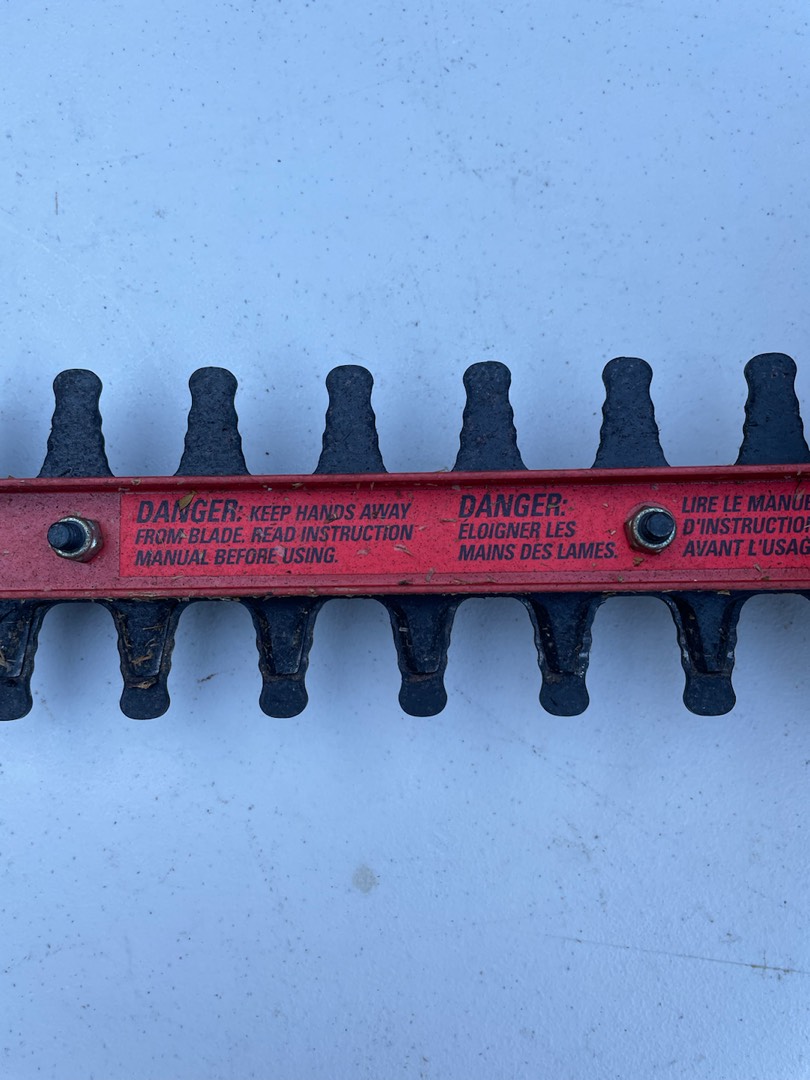 DANGER: KEEP HANDS AWAY
FROM BLADE. READ INSTRUCTION
MANUAL BEFORE USING.
DANGER:
ÉLOIGNER LES
MAINS DES LAMES.
LIRE LE MANU
D'INSTRUCTIO
AVANT L'USAG